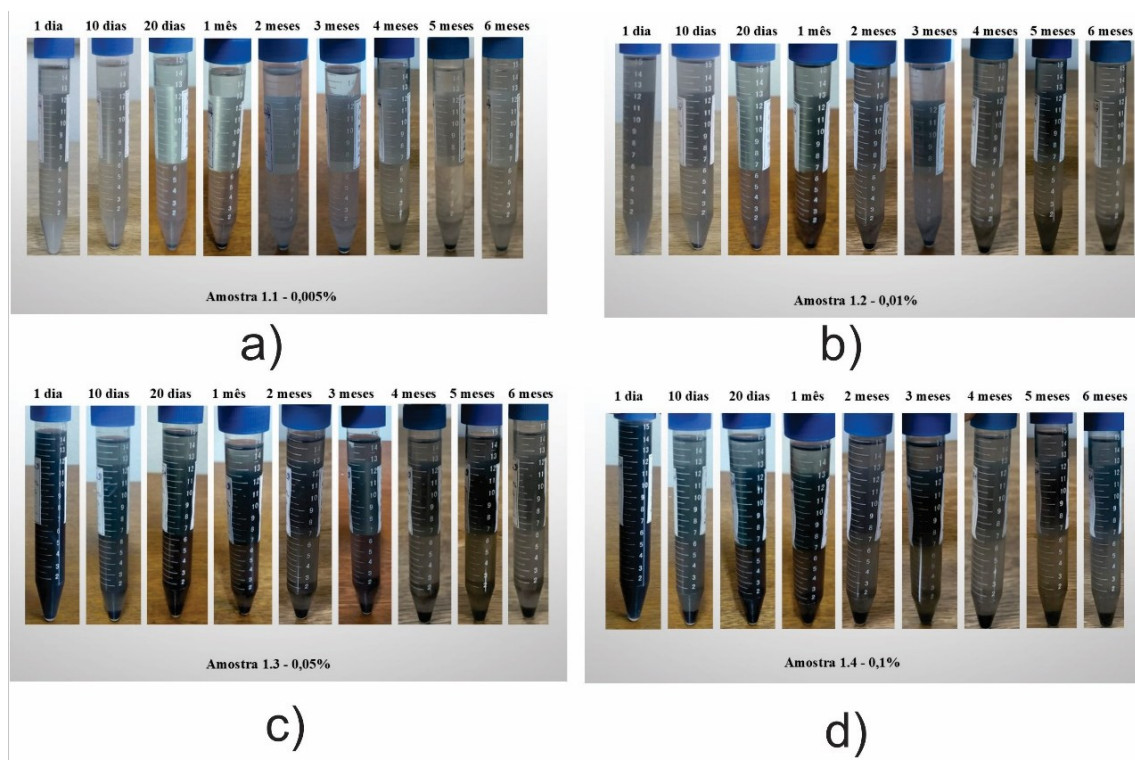 1 dia 10 dias 20 dias 1 mês 2 meses 3 meses 4 meses 5 meses 6 meses
Amostra 1.1 - 0,005%
a)
1 dia 10 dias 20 dias 1 mês 2 meses 3 meses 4 meses 5 meses 6 meses
Amostra 1.2 - 0,01%
b)
1 dia 10 dias 20 dias 1 mês 2 meses 3 meses 4 meses 5 meses 6 meses
Amostra 1.3 - 0,05%
c)
1 dia 10 dias 20 dias 1 mês 2 meses 3 meses 4 meses 5 meses 6 meses
Amostra 1.4 - 0,1%
d)